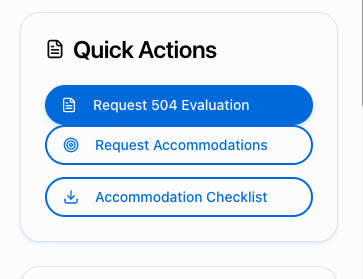 Quick Actions
Request 504 Evaluation
Request Accommodations
Accommodation Checklist